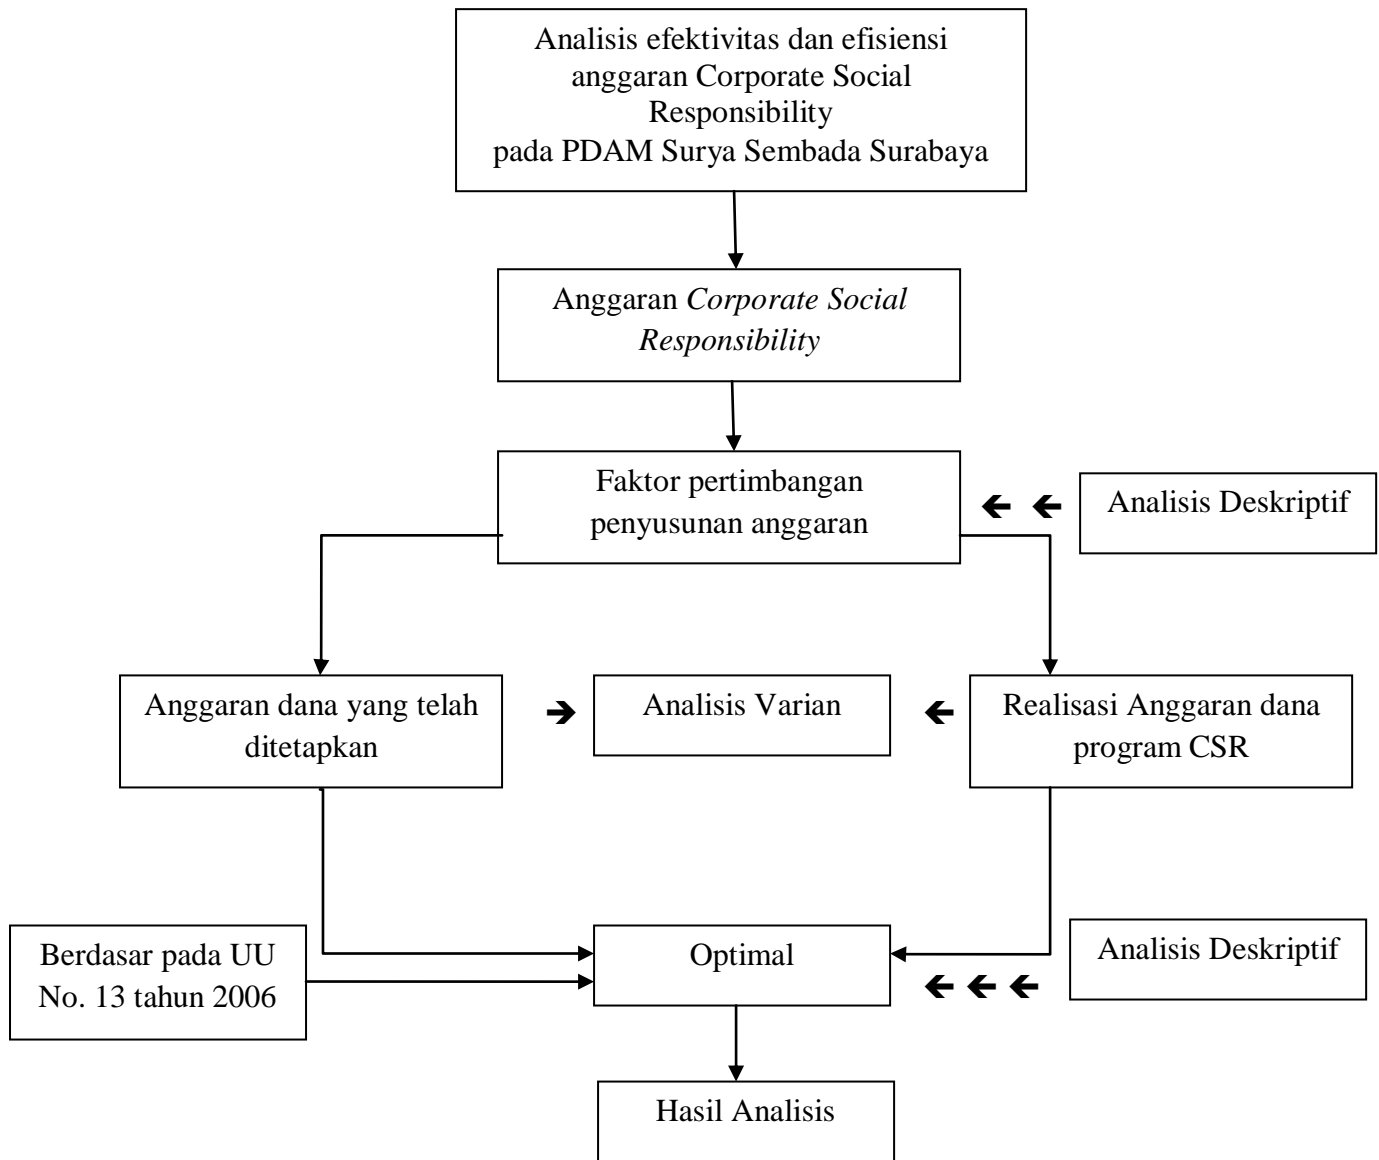 Analisis efektivitas dan efisiensi
anggaran Corporate Social
Responsibility
pada PDAM Surya Sembada Surabaya
Anggaran Corporate Social
Responsibility
Faktor pertimbangan
penyusunan anggaran
Analisis Deskriptif
Anggaran dana yang telah
ditetapkan
Analisis Varian
Realisasi Anggaran dana
program CSR
Berdasar pada UU
No. 13 tahun 2006
Optimal
Analisis Deskriptif
Hasil Analisis